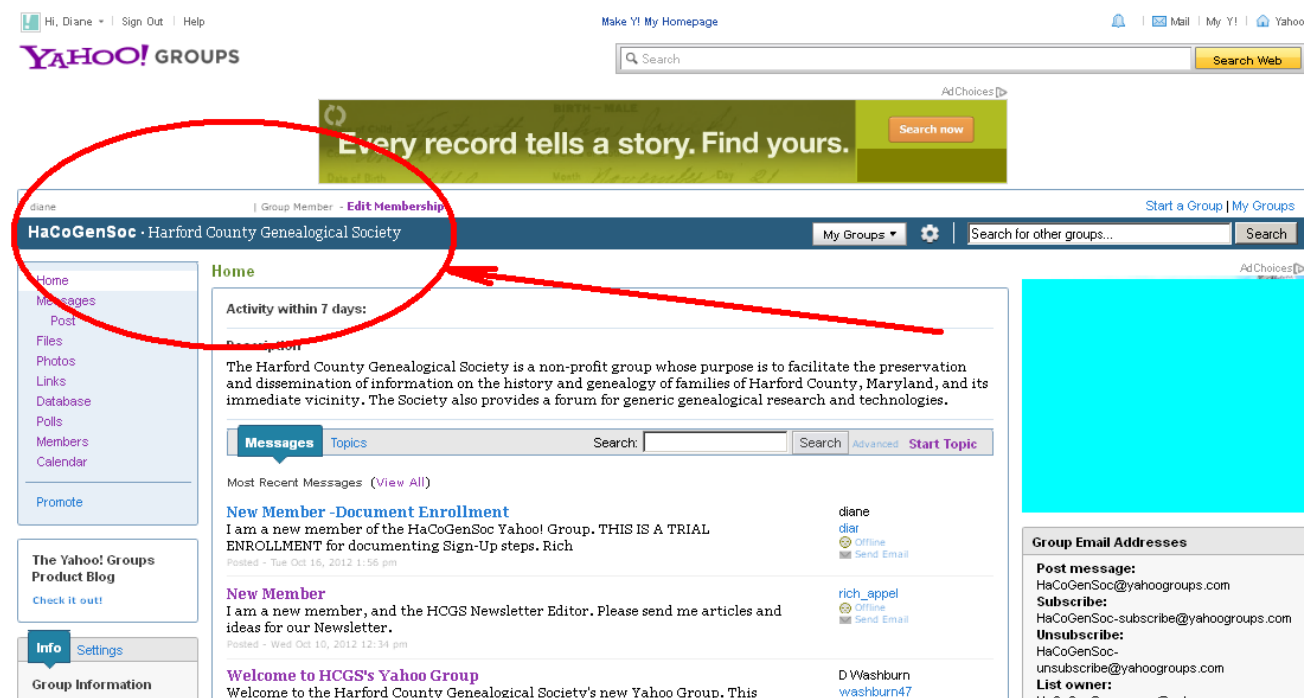 Hi, Diane Sign Out Help
Make Y! My Homepage
Mail My Y! Yahoo
YAHOO! GROUPS
Search
Search Web
AdChoices
Every record tells a story. Find yours.
Search now
diane | Group Member - Edit Membership
Start a Group | My Groups
HaCoGenSoc · Harford County Genealogical Society
My Groups
Search for other groups...
Search
Home
Messages
Post
Files
Photos
Links
Database
Polls
Members
Calendar
Promote
The Yahoo! Groups
Product Blog
Check it out!
Info Settings
Group Information
Home
Activity within 7 days:
Description
The Harford County Genealogical Society is a non-profit group whose purpose is to facilitate the preservation
and dissemination of information on the history and genealogy of families of Harford County, Maryland, and its
immediate vicinity. The Society also provides a forum for generic genealogical research and technologies.
Messages Topics Search: Search Advanced Start Topic
Most Recent Messages (View All)
New Member -Document Enrollment
I am a new member of the HaCoGenSoc Yahoo! Group. THIS IS A TRIAL
ENROLLMENT for documenting Sign-Up steps. Rich
Posted - Tue Oct 16, 2012 1:56 pm
diane
diar
Offline
Send Email
New Member
I am a new member, and the HCGS Newsletter Editor. Please send me articles and
ideas for our Newsletter.
Posted - Wed Oct 10, 2012 12:34 pm
rich_appel
Offline
Send Email
Welcome to HCGS's Yahoo Group
Welcome to the Harford County Genealogical Society's new Yahoo Group. This
D Washburn
washburn47
AdChoices
Group Email Addresses
Post message:
HaCoGenSoc@yahoogroups.com
Subscribe:
HaCoGenSoc-subscribe@yahoogroups.com
Unsubscribe:
HaCoGenSoc-
unsubscribe@yahoogroups.com
List owner: